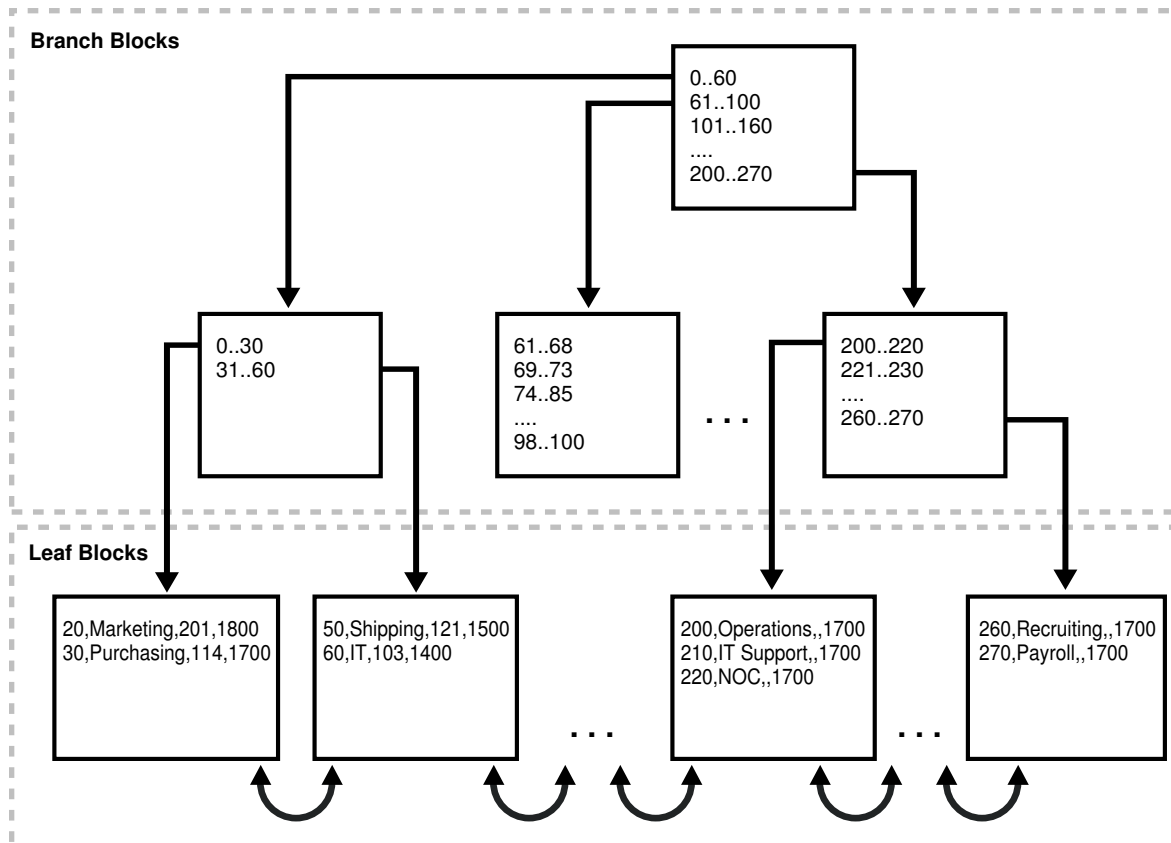 Branch Blocks
0..60
61..100
101..160
....
200..270
0..30
31..60
61..68
69..73
74..85
....
98..100
...
200..220
221..230
....
260..270
Leaf Blocks
20,Marketing,201,1800
30,Purchasing,114,1700
50,Shipping,121,1500
60,IT,103,1400
...
200,Operations,,1700
210,IT Support,,1700
220,NOC,,1700
...
260,Recruiting,,1700
270,Payroll,,1700